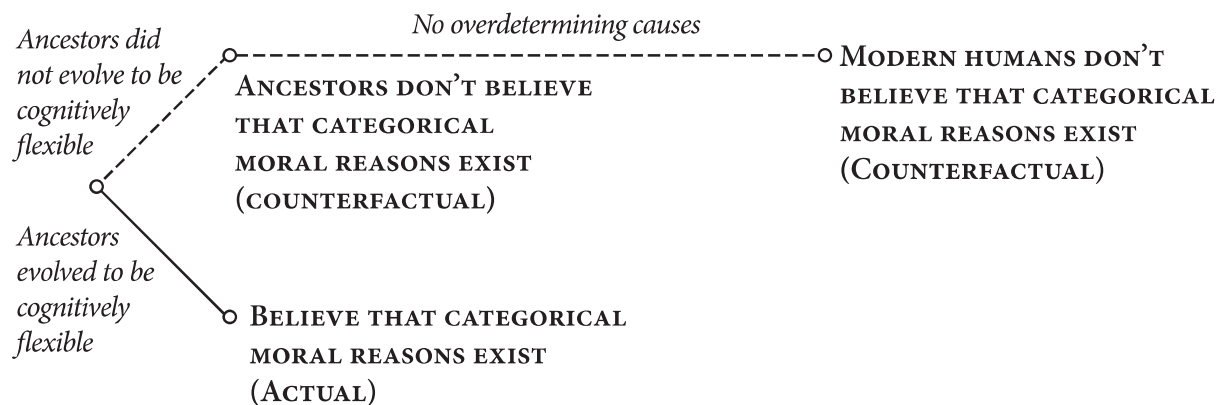 No overdetermining causes
Ancestors did
not evolve to be
cognitively
flexible
Ancestors don't believe
that categorical
moral reasons exist
(counterfactual)
Modern humans don't
believe that categorical
moral reasons exist
(Counterfactual)
Ancestors
evolved to be
cognitively
flexible
Believe that categorical
moral reasons exist
(Actual)